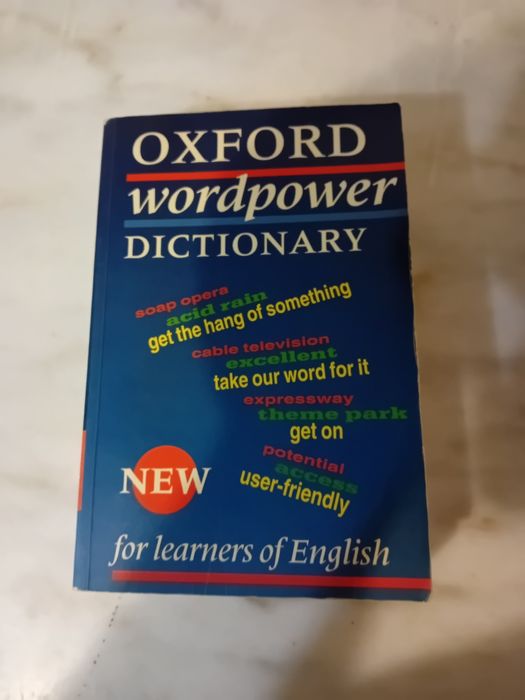 OXFORD
wordpower
DICTIONARY
soap opera
acid rain
get the hang of something
cable television
excellent
take our word for it
expressway
theme park
get on
potential
access
user-friendly
NEW
for learners of English